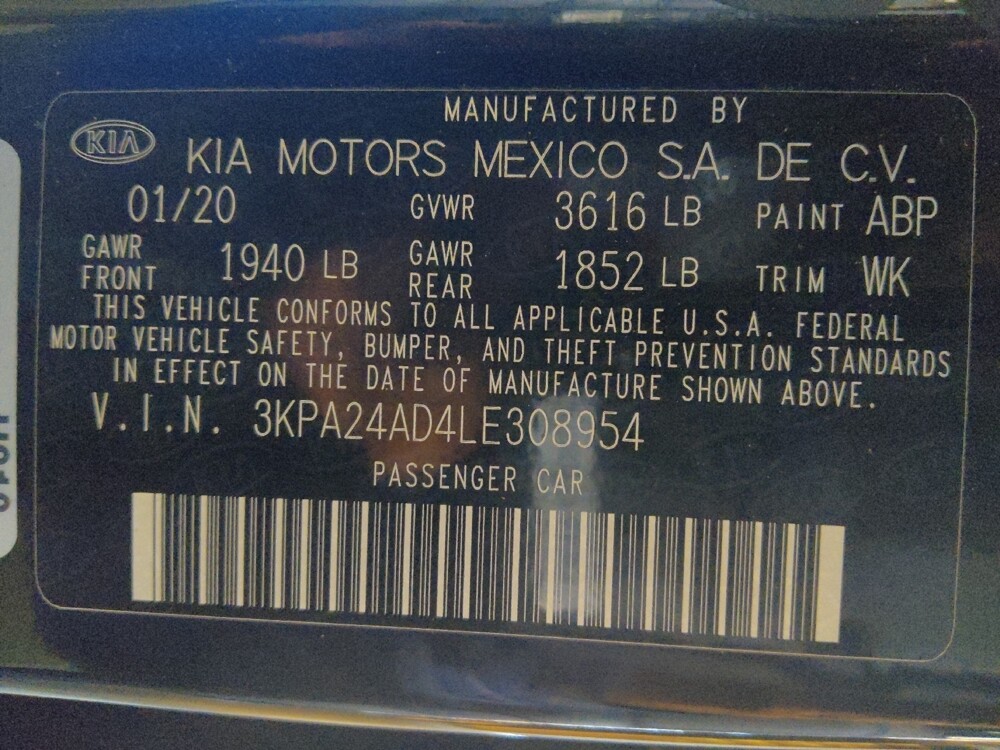 MANUFACTURED BY
KIA KIA MOTORS MEXICO S.A. DE C.V.
01/20 GVWR 3616 LB PAINT ABP
GAWR FRONT 1940 LB GAWR REAR 1852 LB TRIM WK
THIS VEHICLE CONFORMS TO ALL APPLICABLE U.S.A. FEDERAL
MOTOR VEHICLE SAFETY, BUMPER, AND THEFT PREVENTION STANDARDS
IN EFFECT ON THE DATE OF MANUFACTURE SHOWN ABOVE.
V.I.N. 3KPA24AD4LE308954
PASSENGER CAR